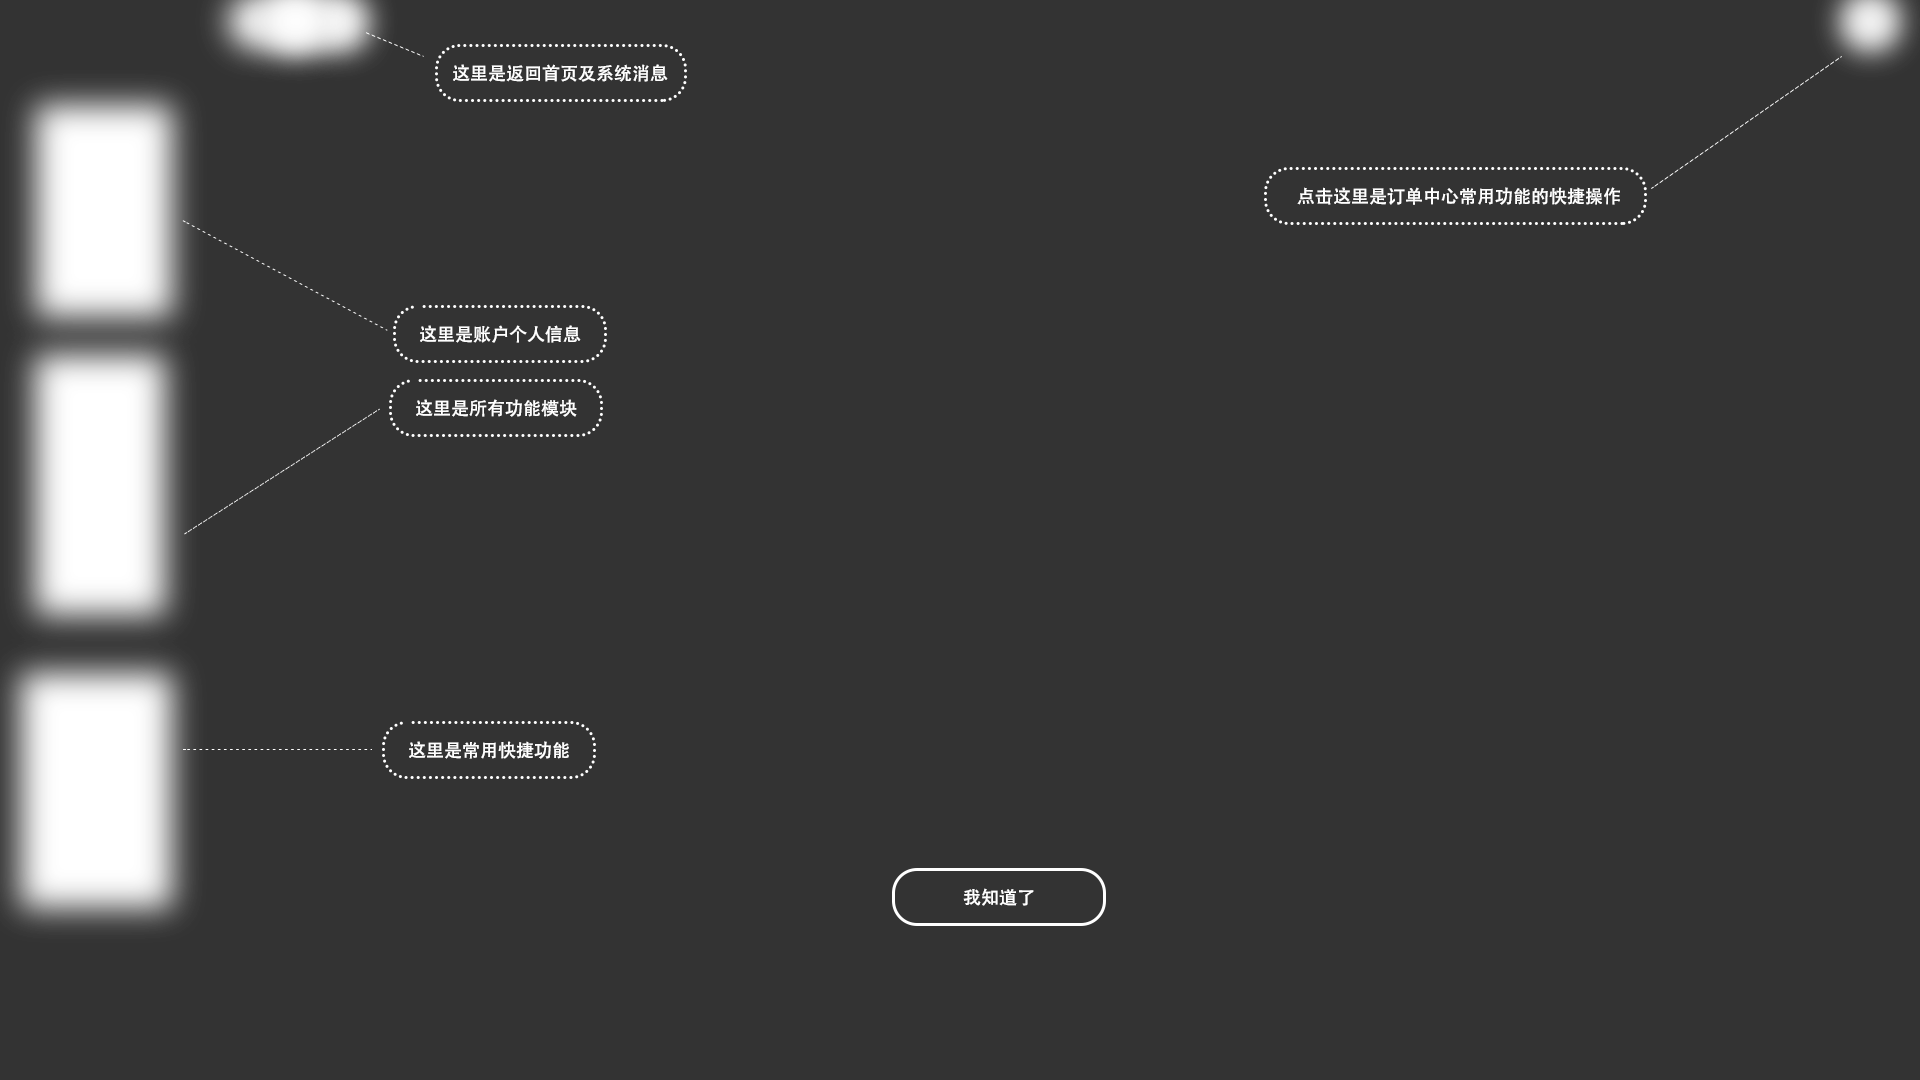 这里是返回首页及系统消息
点击这里是订单中心常用功能的快捷操作
这里是账户个人信息
这里是所有功能模块
这里是常用快捷功能
我知道了